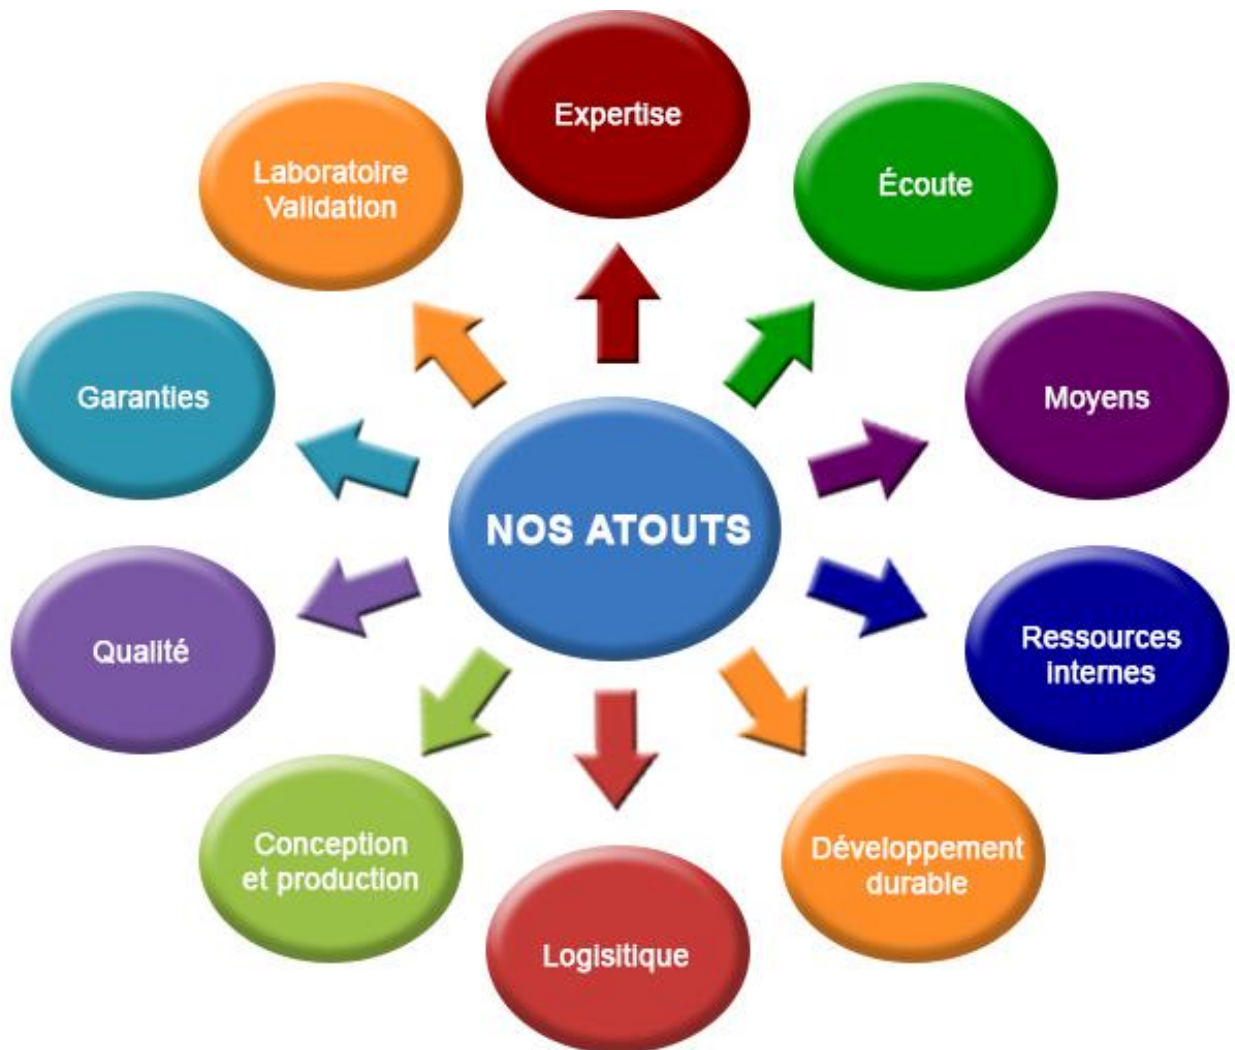 Expertise
Écoute
Moyens
Ressources
internes
Développement
durable
Logisitique
Conception
et production
Qualité
Garanties
Laboratoire
Validation
NOS ATOUTS